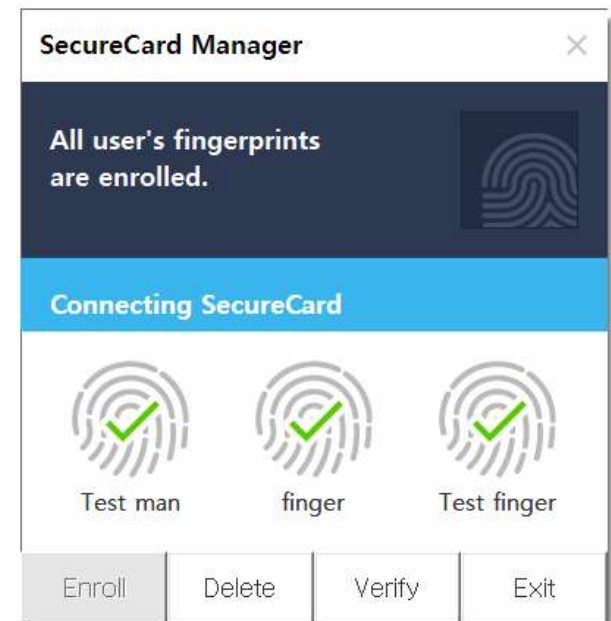 SecureCard Manager
All user's fingerprints
are enrolled.
Connecting SecureCard
Test man
finger
Test finger
Enroll
Delete
Verify
Exit